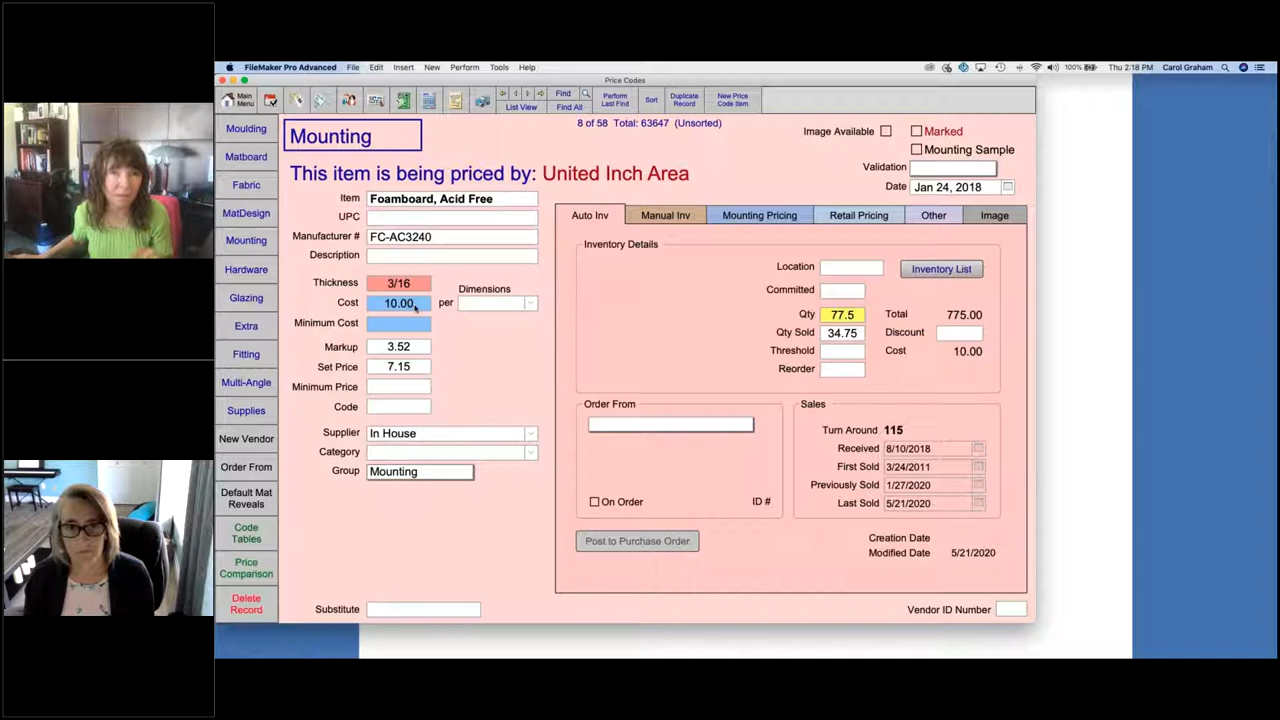 FileMaker Pro Advanced File Edit Insert New Perform Tools Help 100% Thu 2:18 PM Carol Graham
Price Codes
Main Menu
List View
Find
Find All
Perform Last Find
Sort
Duplicate Record
New Price Code Item
Moulding
Matboard
Fabric
MatDesign
Mounting
Hardware
Glazing
Extra
Fitting
Multi-Angle
Supplies
New Vendor
Order From
Default Mat Reveals
Code Tables
Price Comparison
Delete Record
Mounting
8 of 58 Total: 63647 (Unsorted)
Image Available
Marked
Mounting Sample
This item is being priced by: United Inch Area
Validation
Date Jan 24, 2018
Item Foamboard, Acid Free
UPC
Manufacturer # FC-AC3240
Description
Thickness 3/16
Dimensions
Cost 10.00 per
Minimum Cost
Markup 3.52
Set Price 7.15
Minimum Price
Code
Supplier In House
Category
Group Mounting
Substitute
Auto Inv Manual Inv Mounting Pricing Retail Pricing Other Image
Inventory Details
Location
Inventory List
Committed
Qty 77.5 Total 775.00
Qty Sold 34.75 Discount
Threshold Cost 10.00
Reorder
Order From
On Order ID #
Sales
Turn Around 115
Received 8/10/2018
First Sold 3/24/2011
Previously Sold 1/27/2020
Last Sold 5/21/2020
Post to Purchase Order
Creation Date
Modified Date 5/21/2020
Vendor ID Number